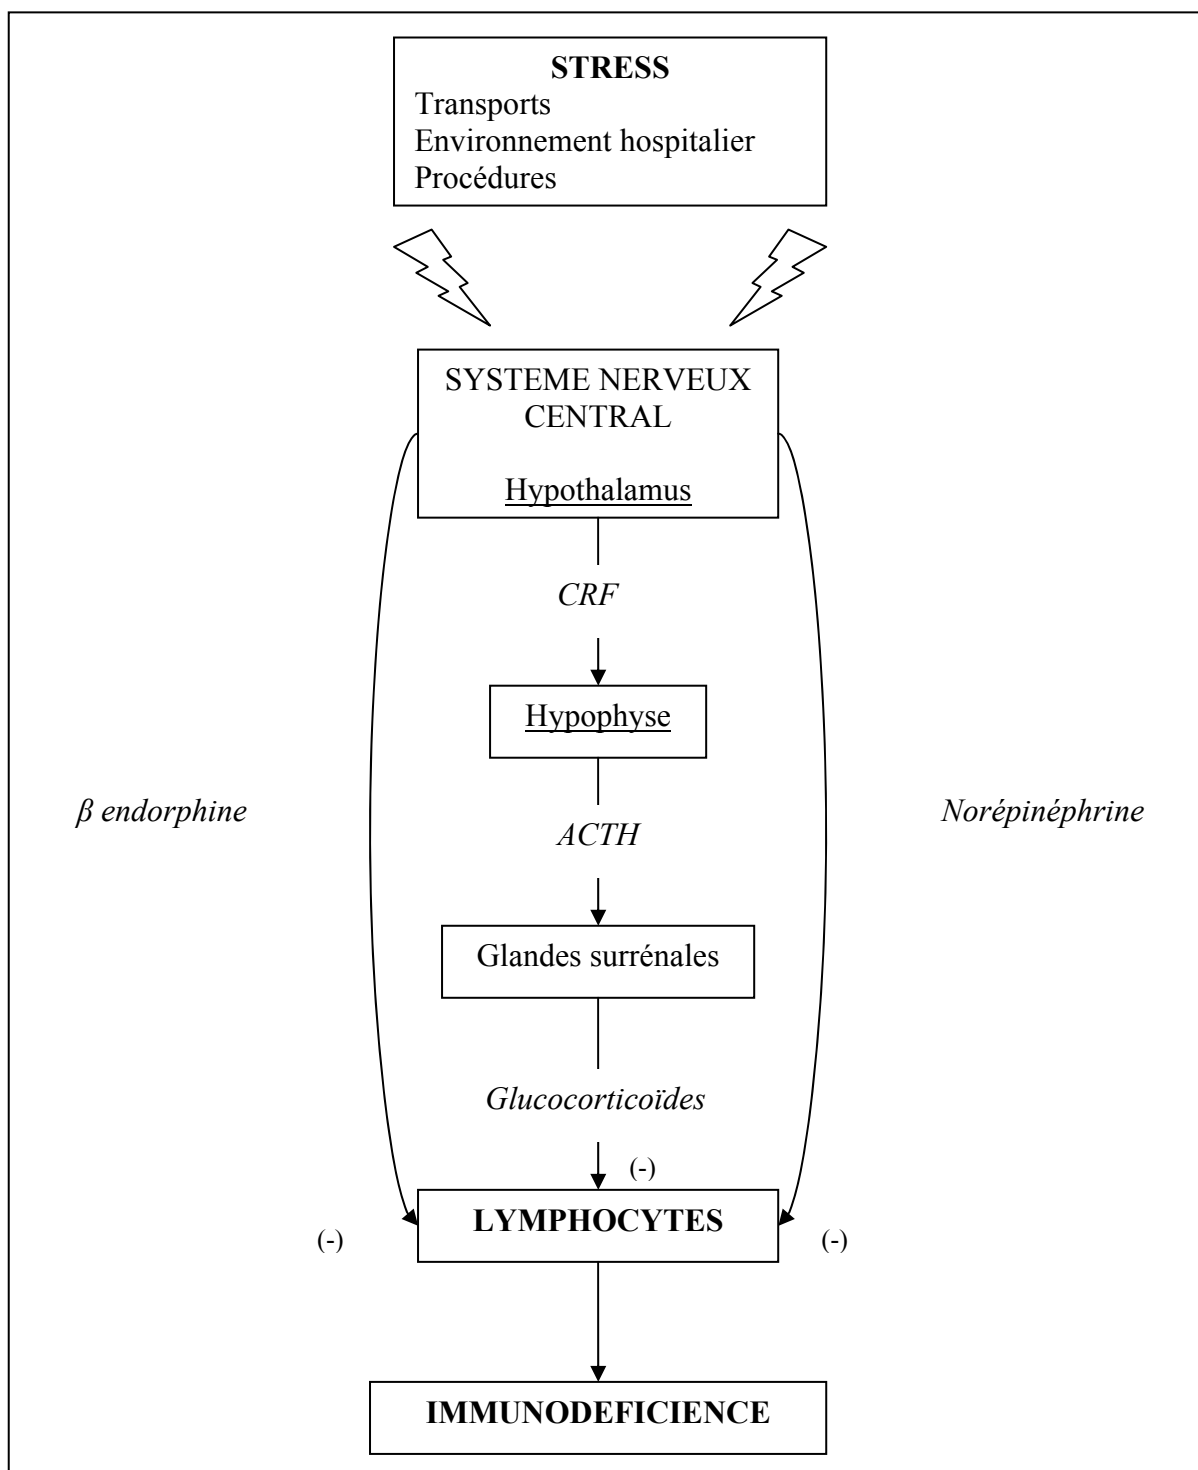 STRESS
Transports
Environnement hospitalier
Procédures
SYSTEME NERVEUX
CENTRAL
Hypothalamus
CRF
Hypophyse
β endorphine
ACTH
Norépinéphrine
Glandes surrénales
Glucocorticoïdes
(-)
LYMPHOCYTES
(-)
(-)
IMMUNODEFICIENCE